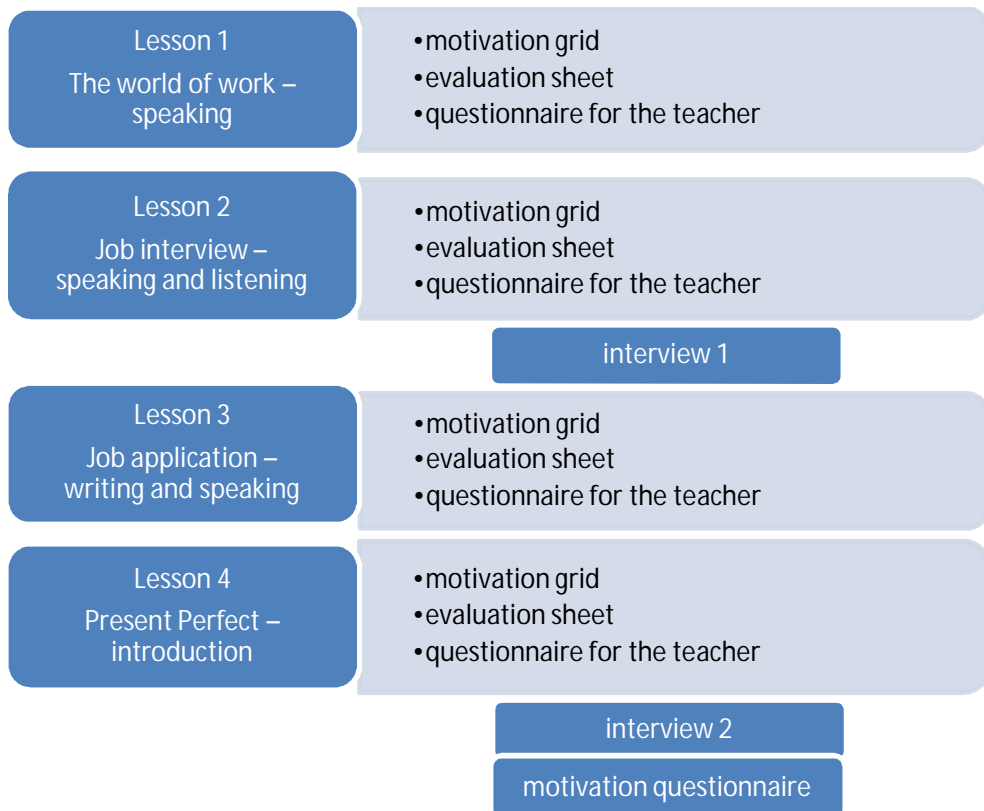 Lesson 1
The world of work –
speaking
•motivation grid
•evaluation sheet
•questionnaire for the teacher
Lesson 2
Job interview –
speaking and listening
•motivation grid
•evaluation sheet
•questionnaire for the teacher
interview 1
Lesson 3
Job application –
writing and speaking
•motivation grid
•evaluation sheet
•questionnaire for the teacher
Lesson 4
Present Perfect –
introduction
•motivation grid
•evaluation sheet
•questionnaire for the teacher
interview 2
motivation questionnaire